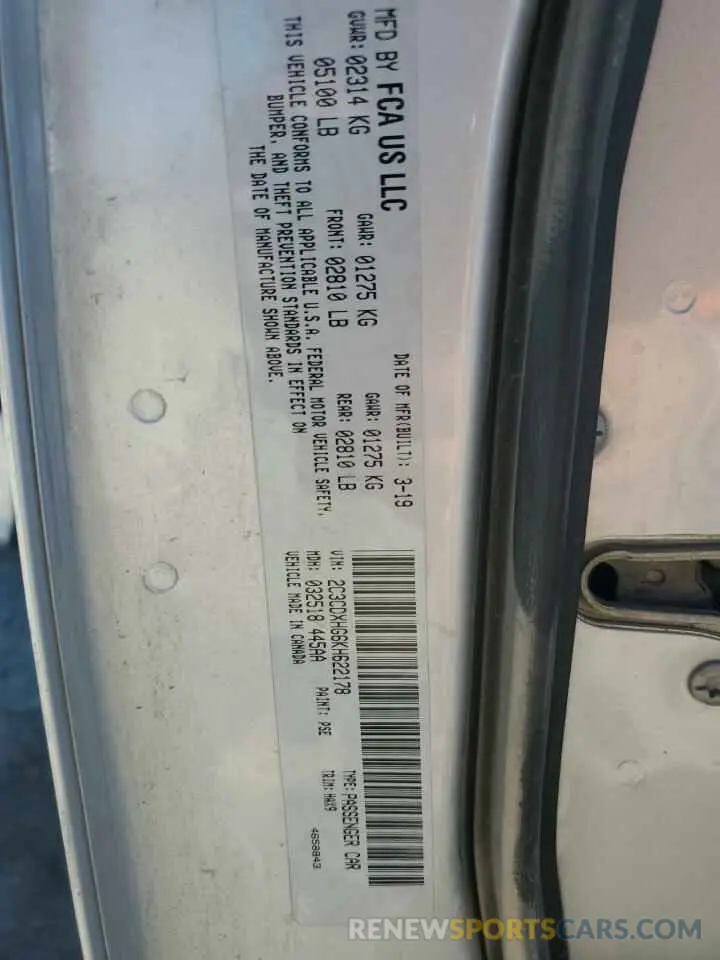 MFD BY FCA US LLC
DATE OF MFR(BUILT): 3-19
GVWR: 02314 KG
GAWR: 01275 KG
GAWR: 01275 KG
05100 LB
FRONT: 02810 LB
REAR: 02810 LB
THIS VEHICLE CONFORMS TO ALL APPLICABLE U.S.A. FEDERAL MOTOR VEHICLE SAFETY,
BUMPER, AND THEFT PREVENTION STANDARDS IN EFFECT ON
THE DATE OF MANUFACTURE SHOWN ABOVE.
VIN: 2C3CDXHG6KH622178
TYPE: PASSENGER CAR
MDH: 032518 445AA
PAINT: PSE
TRIM: HAX9
VEHICLE MADE IN CANADA
4658843
RENEWSPORTSCARS.COM